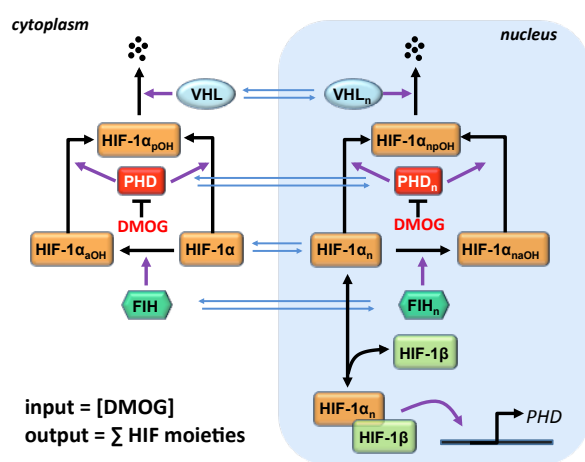 cytoplasm
nucleus
VHL
VHLn
HIF-1αpOH
HIF-1αnpOH
PHD
PHDn
DMOG
DMOG
HIF-1αaOH
HIF-1α
HIF-1αn
HIF-1αnaOH
FIH
FIHn
HIF-1β
HIF-1αn
HIF-1β
PHD
input = [DMOG]
output = ∑ HIF moieties